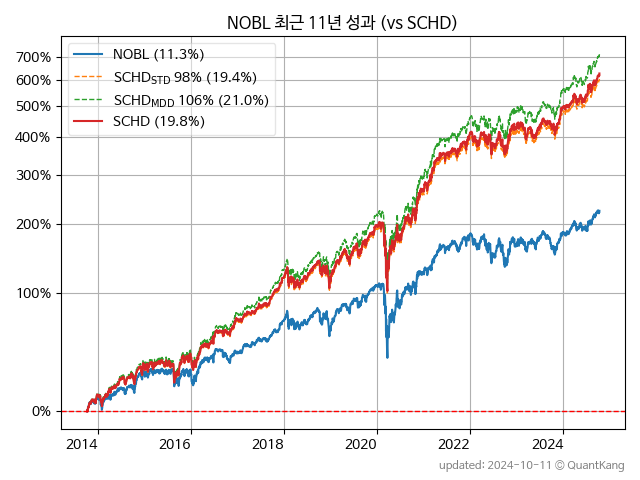 NOBL 최근 11년 성과 (vs SCHD)
NOBL (11.3%)
SCHD_STD 98% (19.4%)
SCHD_MDD 106% (21.0%)
SCHD (19.8%)
700%
600%
500%
400%
300%
200%
100%
0%
2014 2016 2018 2020 2022 2024
updated: 2024-10-11 © QuantKang